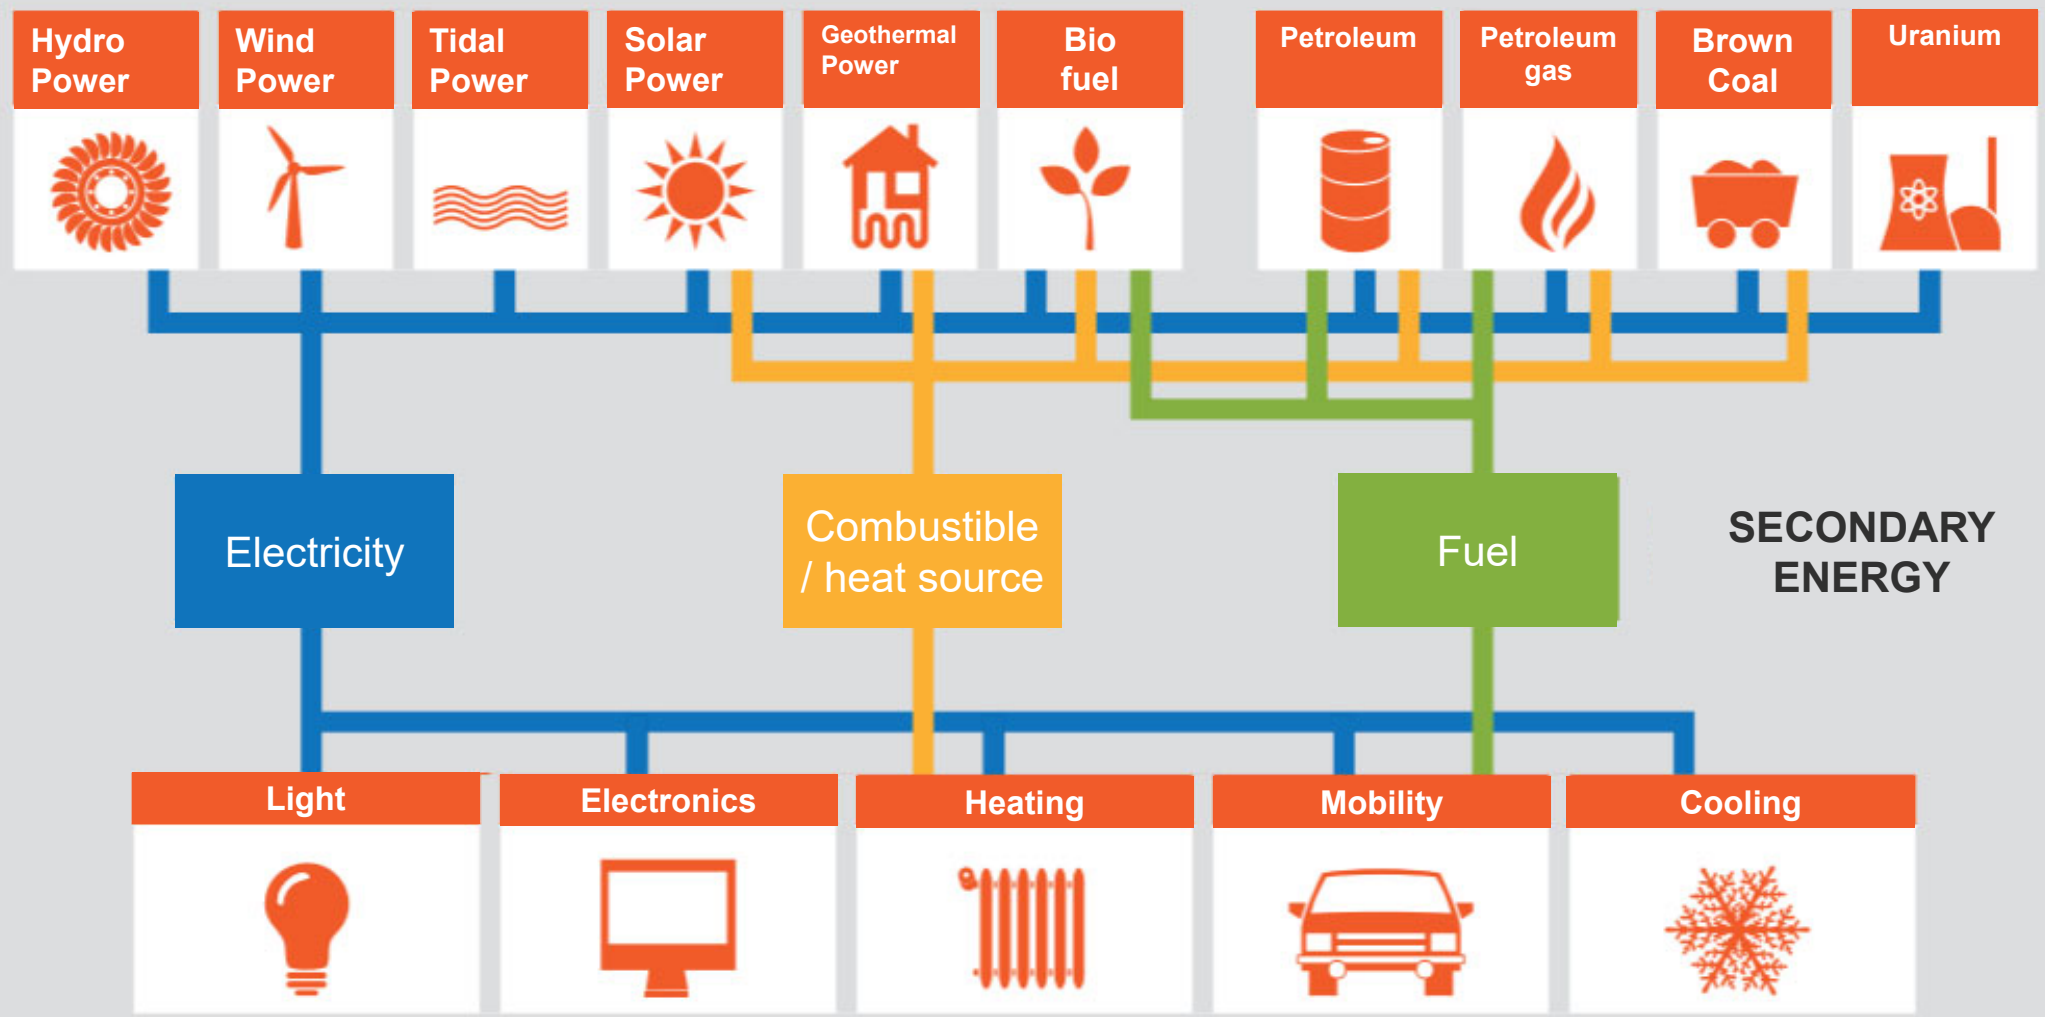 Hydro
Power
Wind
Power
Tidal
Power
Solar
Power
Geothermal
Power
Bio
fuel
Petroleum
Petroleum
gas
Brown
Coal
Uranium
Electricity
Combustible
/ heat source
Fuel
SECONDARY
ENERGY
Light
Electronics
Heating
Mobility
Cooling